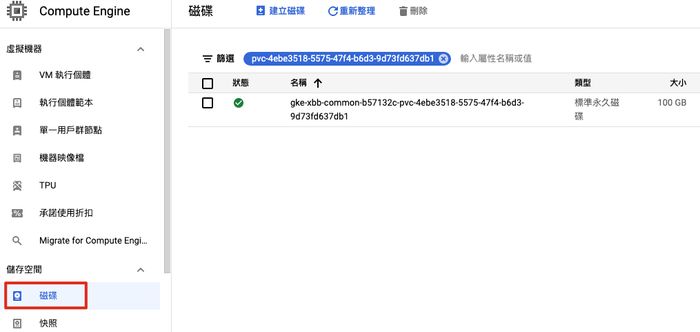 Compute Engine
磁碟
建立磁碟
重新整理
刪除
虛擬機器
VM 執行個體
執行個體範本
單一用戶群節點
機器映像檔
TPU
承諾使用折扣
Migrate for Compute Engi...
儲存空間
磁碟
快照
篩選
pvc-4ebe3518-5575-47f4-b6d3-9d73fd637db1
輸入屬性名稱或值
狀態
名稱
類型
大小
gke-xbb-common-b57132c-pvc-4ebe3518-5575-47f4-b6d3-
9d73fd637db1
標準永久磁
碟
100 GB